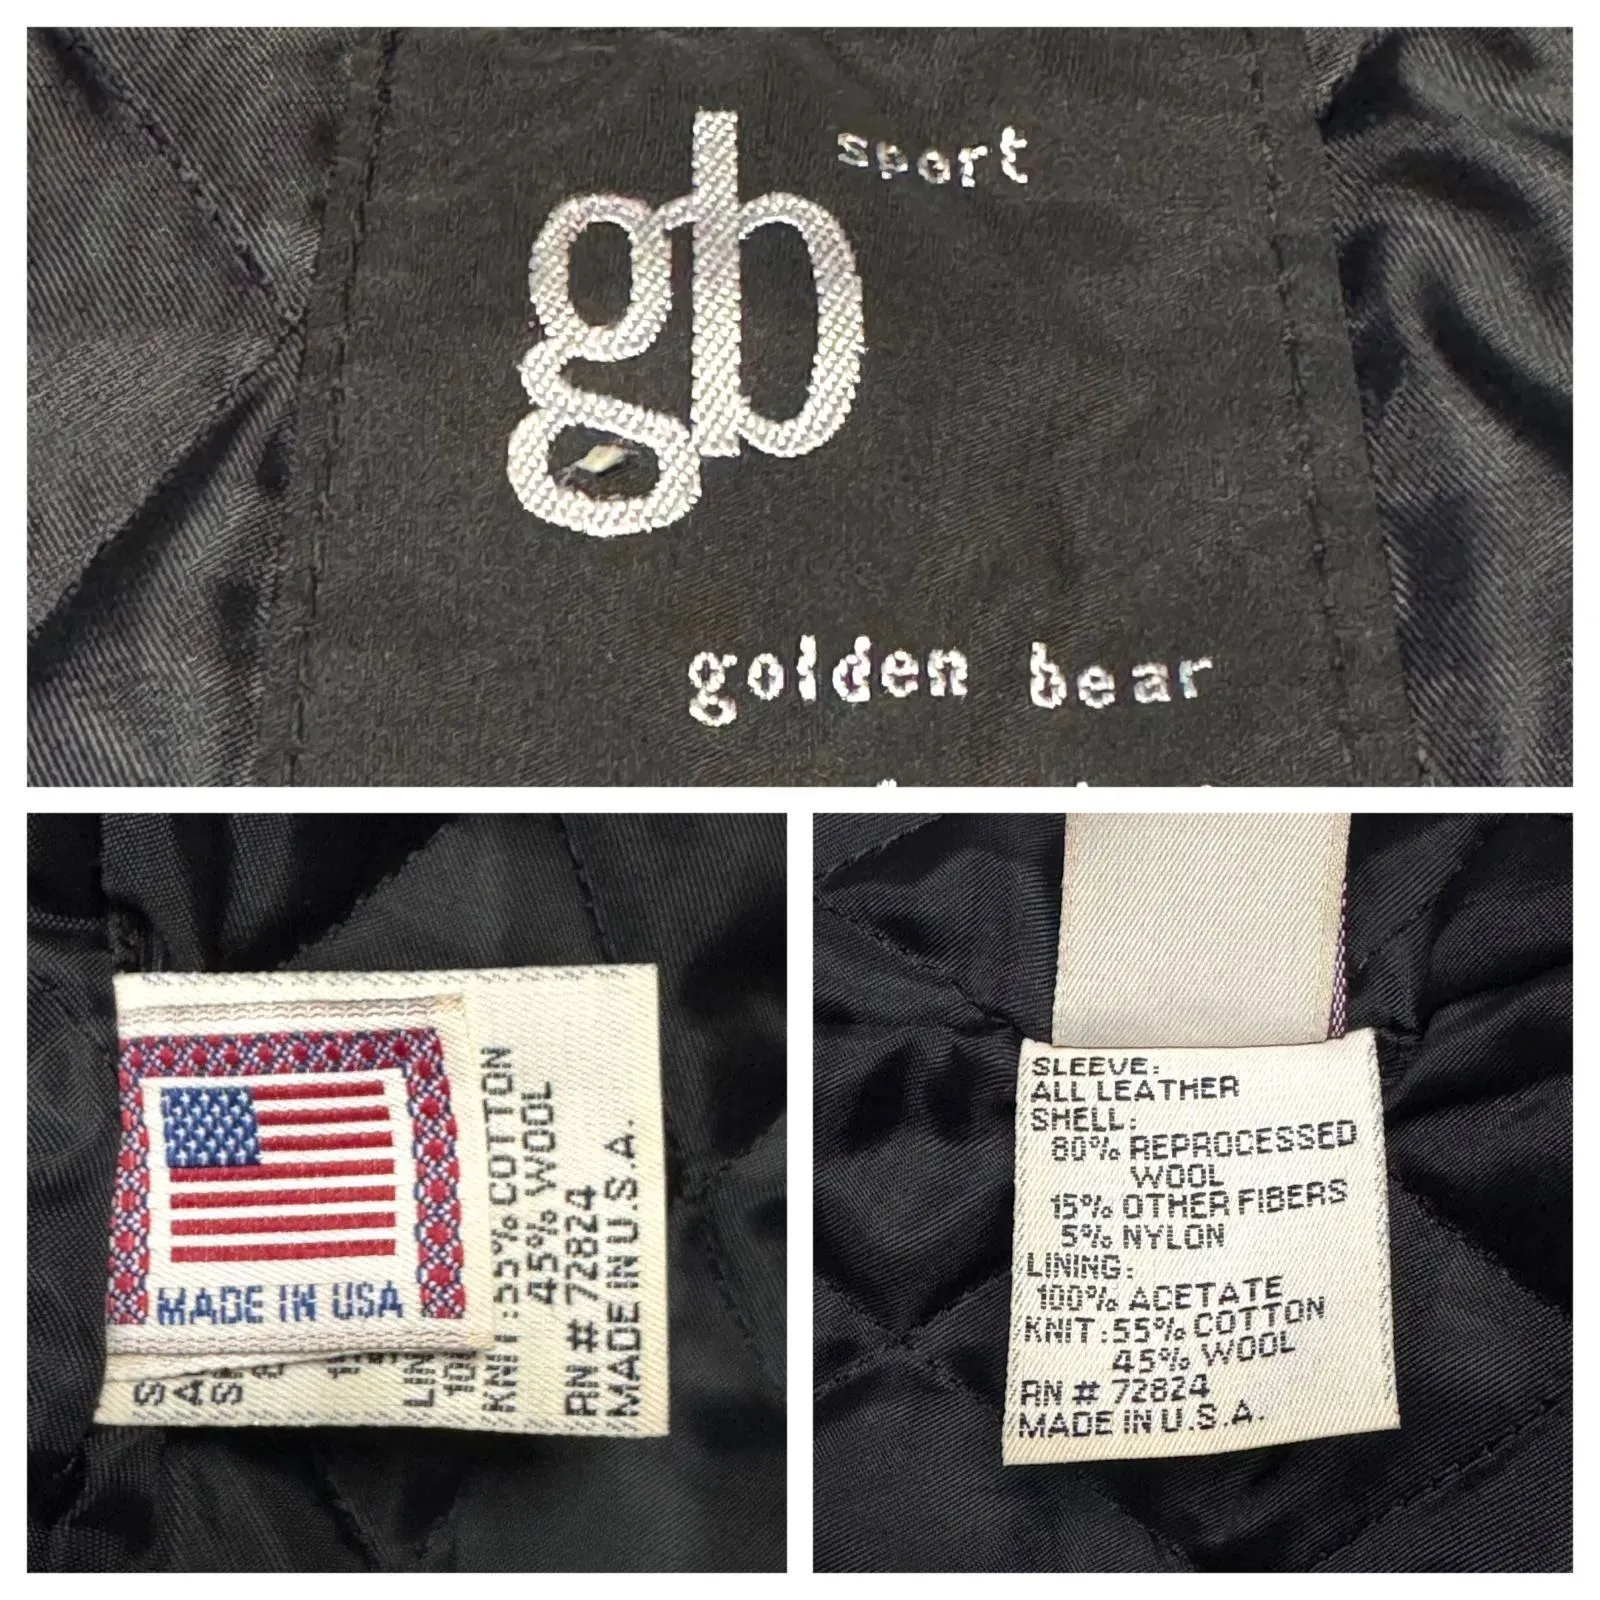 gb sport
golden bear
MADE IN USA
KNIT:55% COTTON
45% WOOL
RN # 72824
MADE IN U.S.A.
SLEEVE:
ALL LEATHER
SHELL:
80% REPROCESSED
WOOL
15% OTHER FIBERS
5% NYLON
LINING:
100% ACETATE
KNIT:55% COTTON
45% WOOL
RN # 72824
MADE IN U.S.A.